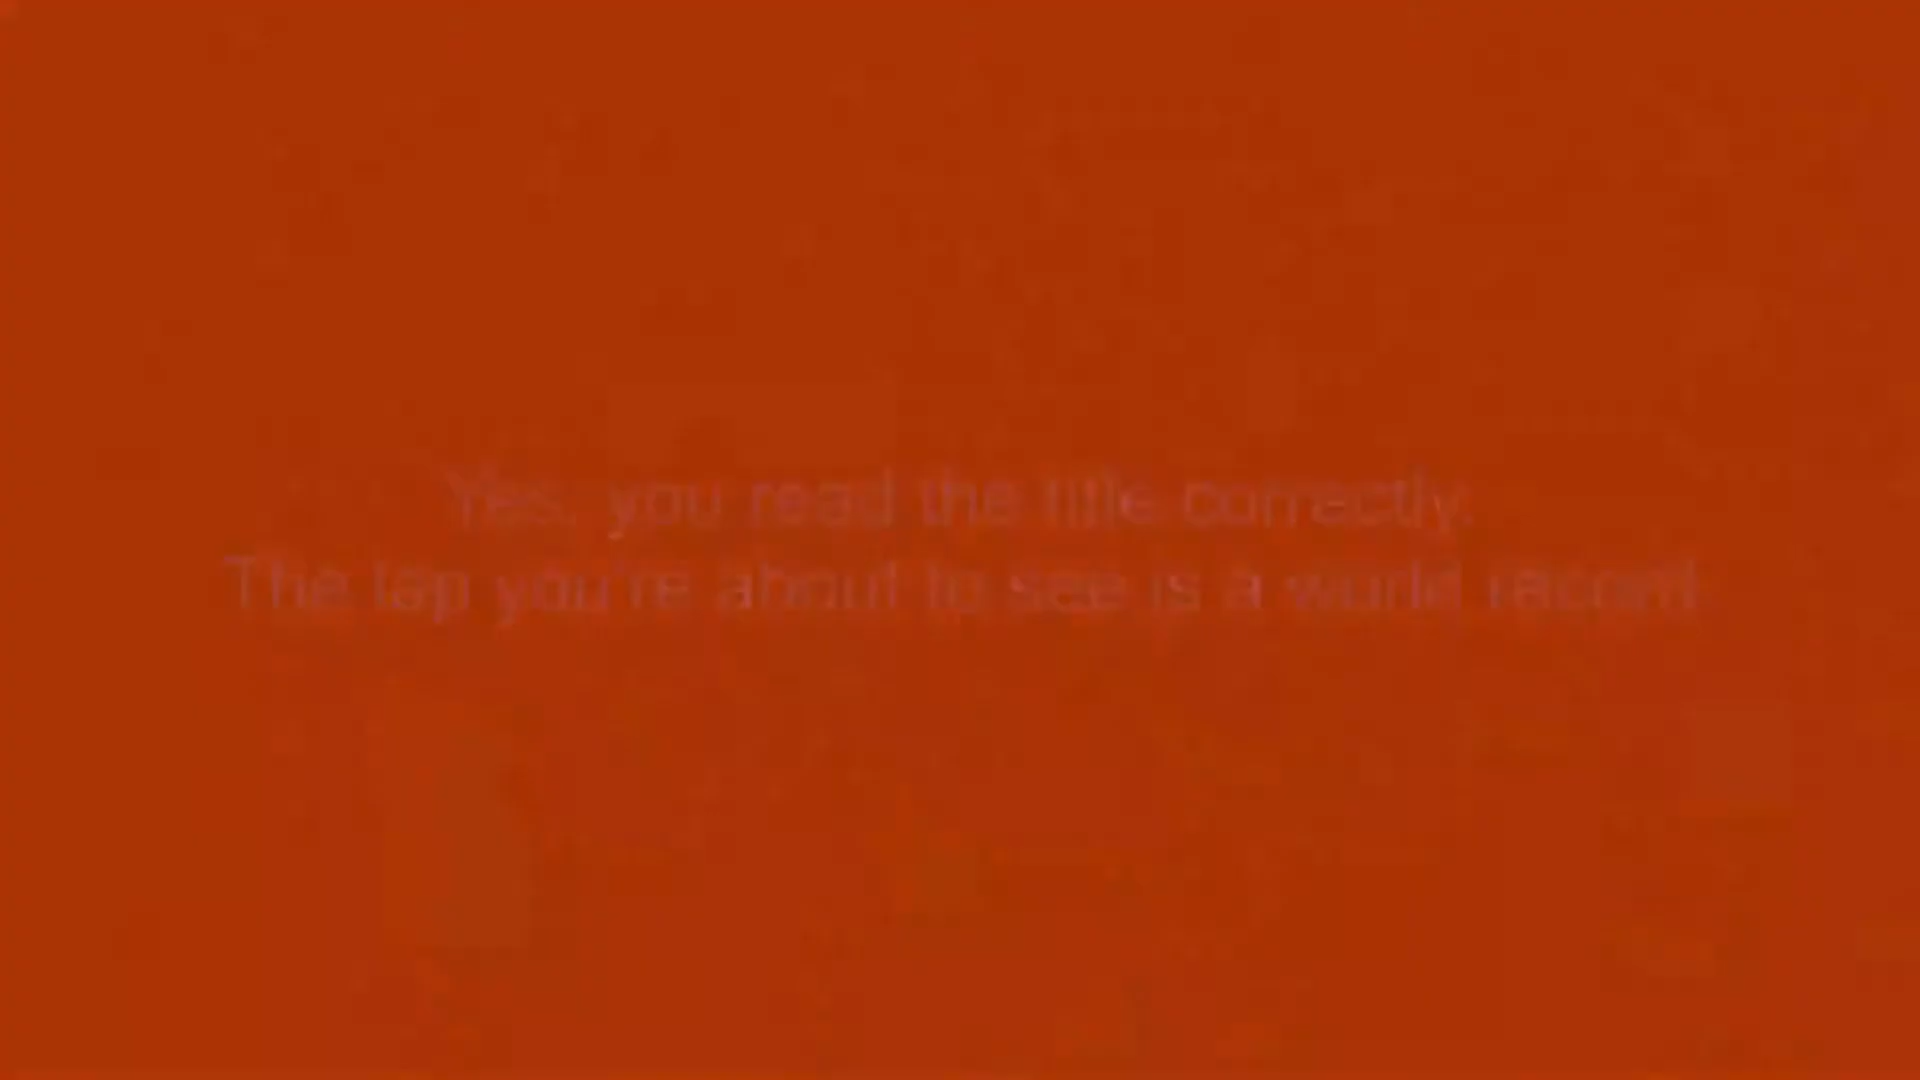 Yes, you read the title correctly.
The lap you're about to see is a world record.